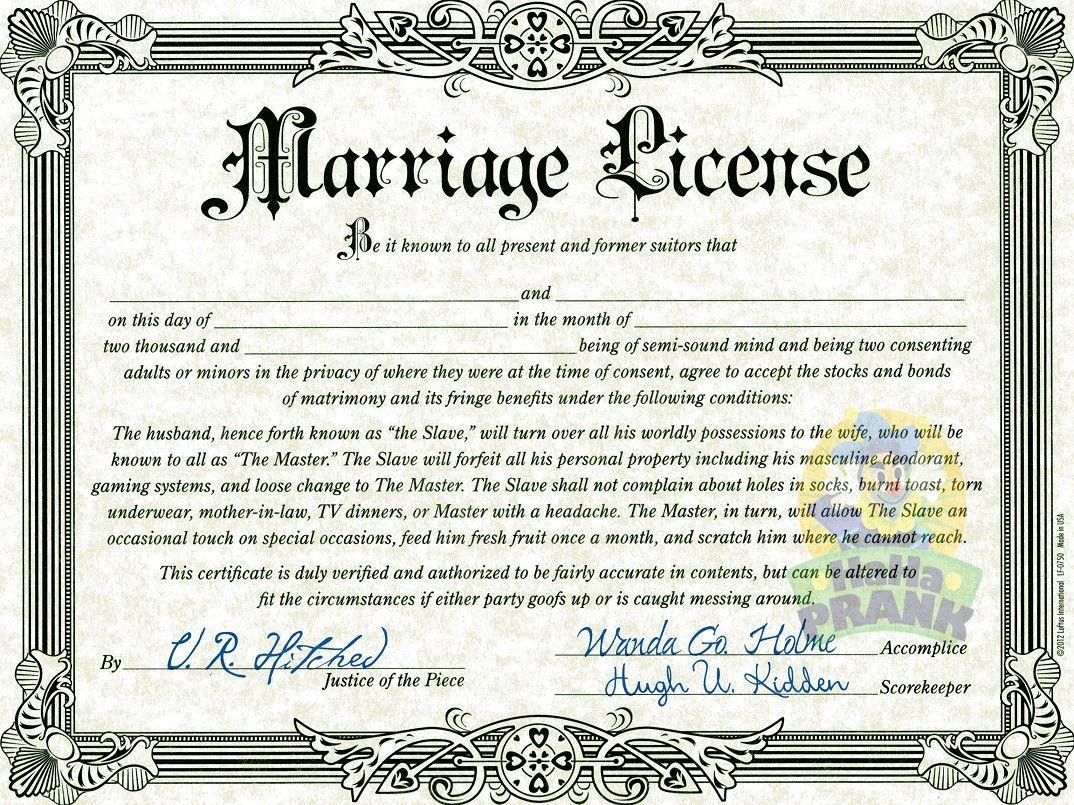 Marriage License
Be it known to all present and former suitors that
and
on this day of in the month of
two thousand and being of semi-sound mind and being two consenting
adults or minors in the privacy of where they were at the time of consent, agree to accept the stocks and bonds
of matrimony and its fringe benefits under the following conditions:
The husband, hence forth known as “the Slave,” will turn over all his worldly possessions to the wife, who will be
known to all as “The Master.” The Slave will forfeit all his personal property including his masculine deodorant,
gaming systems, and loose change to The Master. The Slave shall not complain about holes in socks, burnt toast, torn
underwear, mother-in-law, TV dinners, or Master with a headache. The Master, in turn, will allow The Slave an
occasional touch on special occasions, feed him fresh fruit once a month, and scratch him where he cannot reach.
This certificate is duly verified and authorized to be fairly accurate in contents, but can be altered to
fit the circumstances if either party goofs up or is caught messing around.
Holla PRANK
By U. R. Hitched
Justice of the Piece
Wanda Go. Holme Accomplice
Hugh U. Kidden Scorekeeper
©2012 Loftus International LF-0750 Made in USA